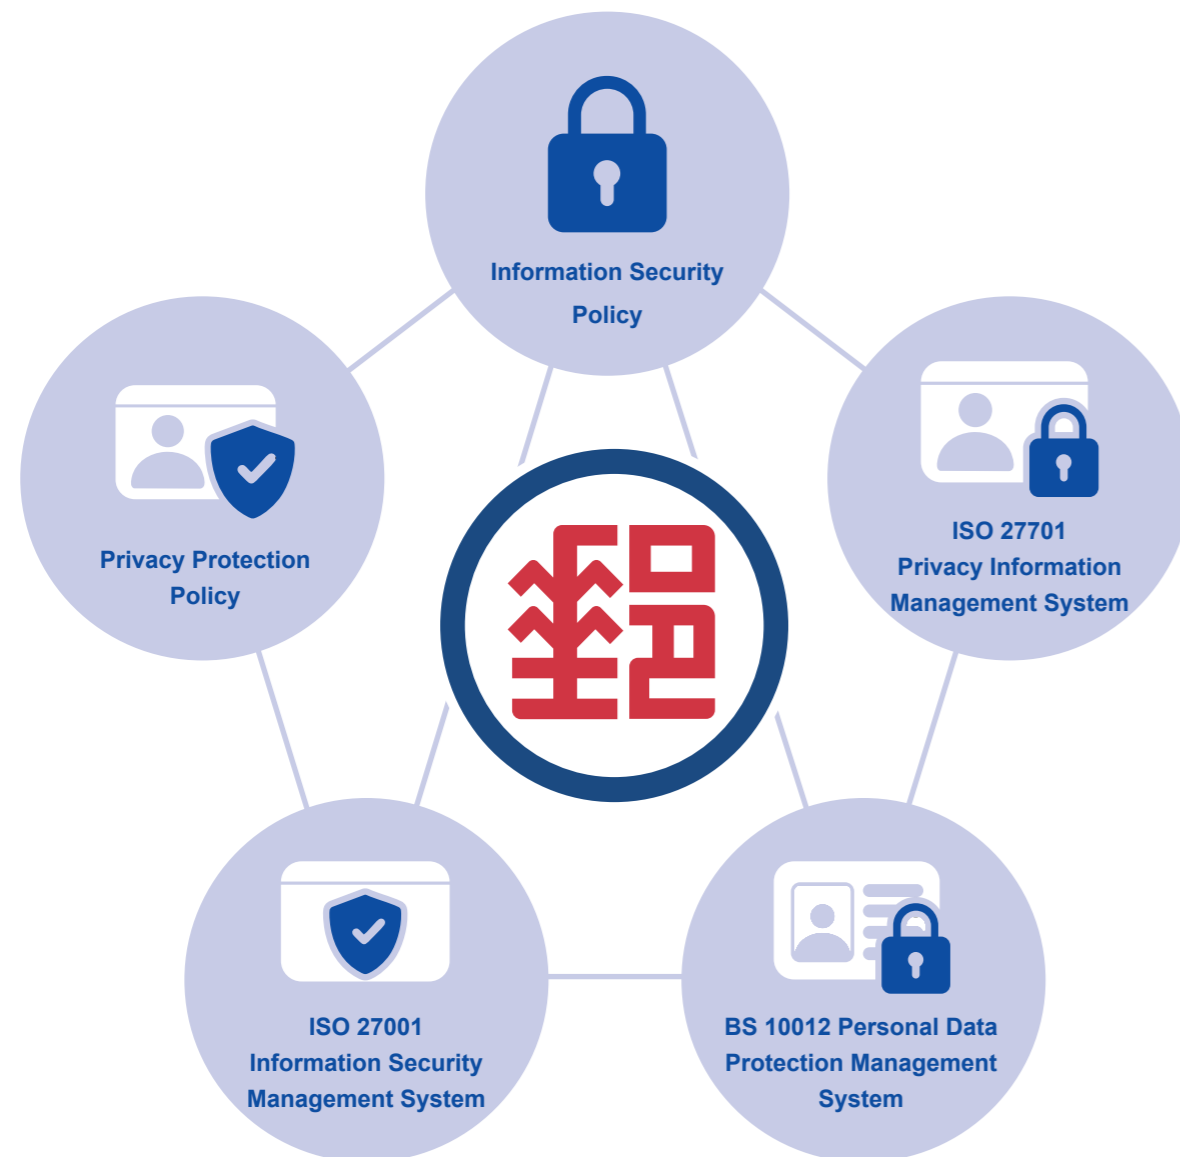 Information Security
Policy
Privacy Protection
Policy
ISO 27701
Privacy Information
Management System
郵
ISO 27001
Information Security
Management System
BS 10012 Personal Data
Protection Management
System